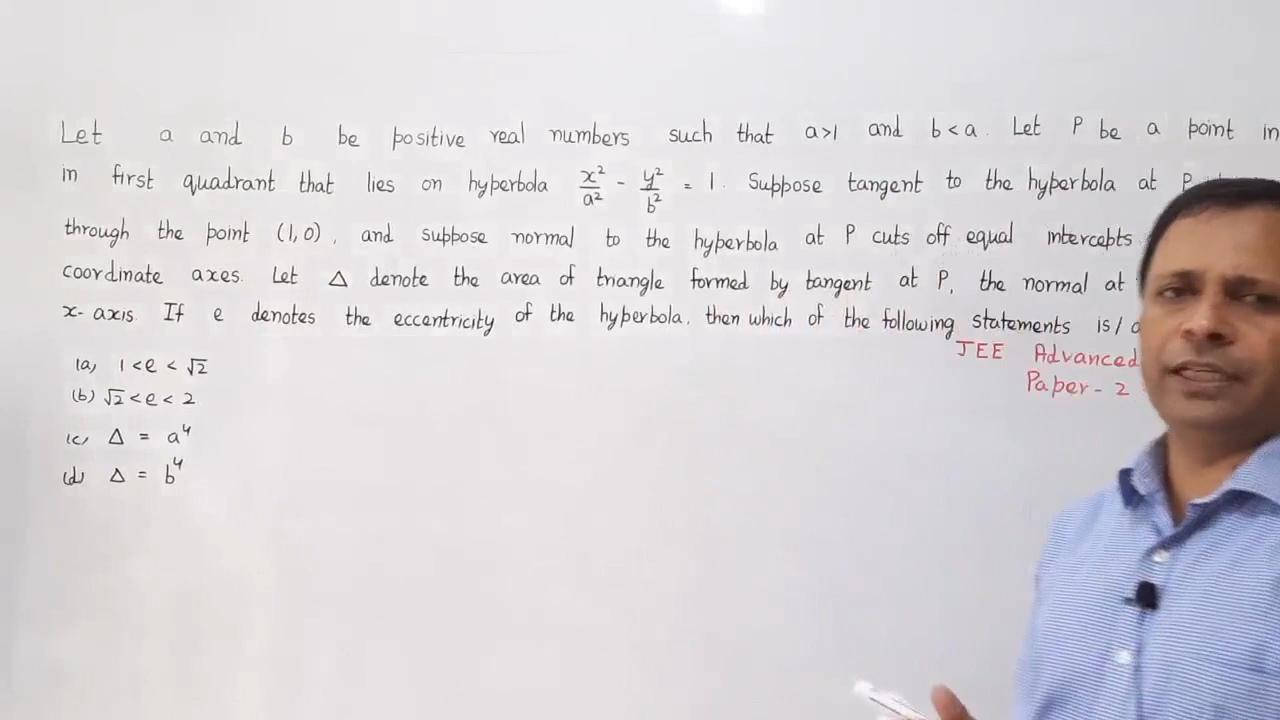 Let a and b be positive real numbers such that a>1 and b<a. Let P be a point in
in first quadrant that lies on hyperbola x²/a² - y²/b² = 1. Suppose tangent to the hyperbola at P
through the point (1,0), and suppose normal to the hyperbola at P cuts off equal intercepts
coordinate axes. Let Δ denote the area of triangle formed by tangent at P, the normal at
x-axis. If e denotes the eccentricity of the hyperbola, then which of the following statements is/
JEE Advanced
Paper - 2
(a) 1 < e < √2
(b) √2 < e < 2
(c) Δ = a⁴
(d) Δ = b⁴